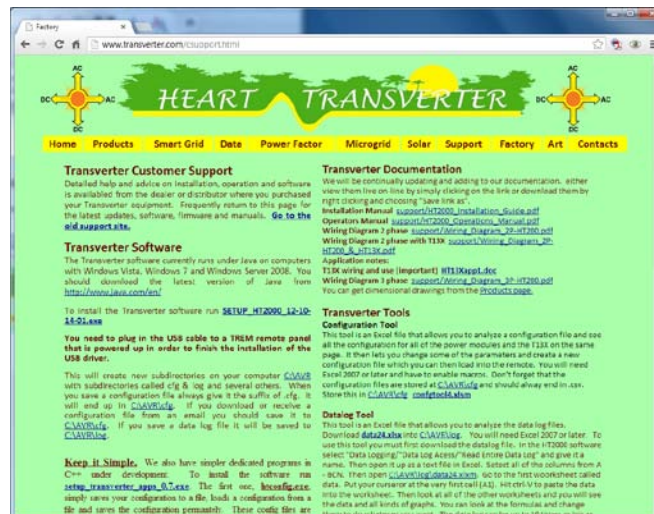 Factory
www.transverter.com/csupport.html
AC
DC
AC
DC
HEART TRANSVERTER
AC
DC
AC
DC
Home Products Smart Grid Date Power Factor Microgrid Solar Support Factory Art Contacts
Transverter Customer Support
Detailed help and advice on installation, operation and software
is availabled from the dealer or distributor where you purchased
your Transverter equipment. Frequently return to this page for
the latest updates, software, firmware and manuals. Go to the
old support site.
Transverter Software
The Transverter software currently runs under Java on computers
with Windows Vista, Windows 7 and Windows Server 2008. You
should download the latest version of Java from
http://www.java.com/en/
To install the Transverter software run SETUP_HT2000_12-10-
14-01.exe
You need to plug in the USB cable to a TREM remote panel
that is powered up in order to finish the installation of the
USB driver.
This will create new subdirectories on your computer C:\AVR
with subdirectories called cfg & log and several others. When
you save a configuration file always give it the suffix of .cfg. It
will end up in C:\AVR\cfg. If you download or receive a
configuration file from an email you should save it to
C:\AVR\cfg. If you save a data log file it will be saved to
C:\AVR\log.
Keep it Simple. We also have simpler dedicated programs in
C++ under development. To install the software run
setup_transverter_apps_0.7.exe. The first one, htconfig.exe,
simply saves your configuration to a file, loads a configuration from a
file and saves the configuration permanently. These config files are
Transverter Documentation
We will be continually updating and adding to our documentation. either
view them on-line by simply clicking on the link or download them by
right clicking and choosing "save link as".
Installation Manual support/HT2000_Installation_Guide.pdf
Operators Manual support/HT2000_Operations_Manual.pdf
Wiring Diagram 2 phase support/Wiring_Diagram_2P-HT200.pdf
Wiring Diagram 2 phase with T13X support/Wiring_Diagram_2P-
HT200_&_HT13X.pdf
Application notes:
T13X wiring and use (important) HT13Xapp1.doc
Wiring Diagram 3 phase support/Wiring_Diagram_3P-HT200.pdf
You can get dimensional drawings from the Products page.
Transverter Tools
Configuration Tool
This tool is an Excel file that allows you to analyze a configuration file and see
all the configuration for all of the power modules and the T13X on the same
page. It then lets you change some of the parameters and create a new
configuration file which you can then load into the remote. You will need
Excel 2007 or later and have to enable macros. Don't forget that the
configuration files are stored at C:\AVR\cfg and should alway end in .csv.
Store this in C:\AVR\cfg configtool4.xlsm
Datalog Tool
This tool is an Excel file that allows you to analyze the data log files.
Download data24.xlsx into C:\AVR\log. You will need Excel 2007 or later. To
use this tool you must first download the datalog file. In the HT2000 software
select "Data Logging/"Data Log Acess/"Read Entire Data Log" and give it a
name. Then open it up as a text file in Excel. Select all of the columns from A
- BCN. Then open C:\AVR\log\data24.xlsm. Go to the first wooksheet called
data. Put your cursor at the very first call (A1). Hit ctrl-V to paste the data
into the worksheet. Then look at all of the other worksheets and you will see
the data and all kinds of graphs. You can look at the formulas and change